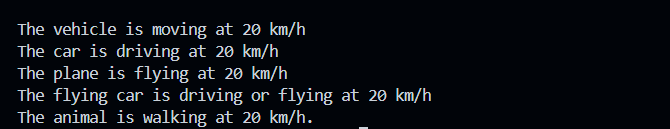 The vehicle is moving at 20 km/h
The car is driving at 20 km/h
The plane is flying at 20 km/h
The flying car is driving or flying at 20 km/h
The animal is walking at 20 km/h.